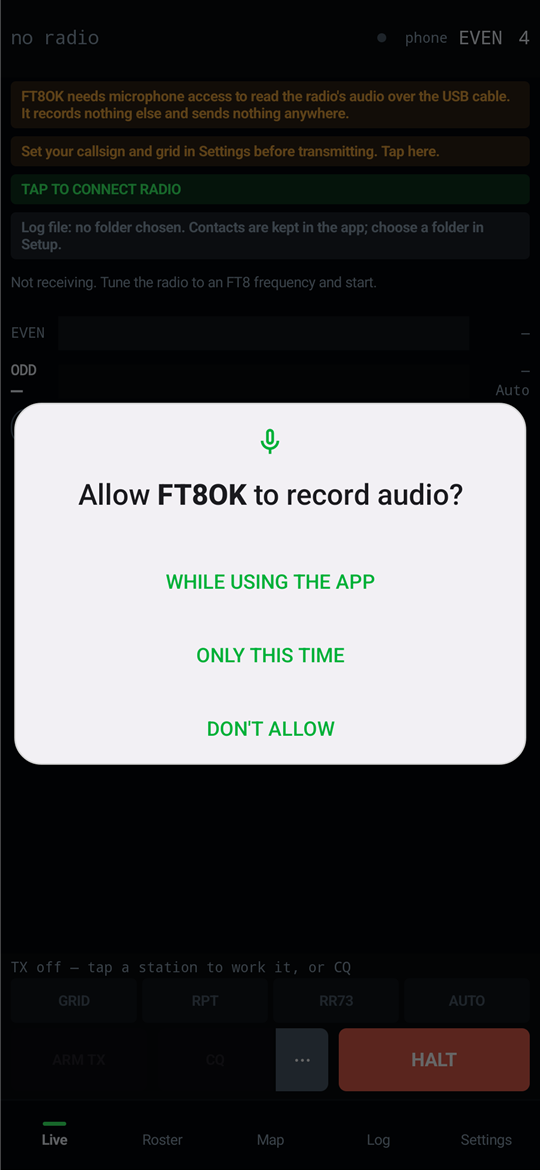 no radio
phone EVEN 4
FT8OK needs microphone access to read the radio's audio over the USB cable.
It records nothing else and sends nothing anywhere.
Set your callsign and grid in Settings before transmitting. Tap here.
TAP TO CONNECT RADIO
Log file: no folder chosen. Contacts are kept in the app; choose a folder in
Setup.
Not receiving. Tune the radio to an FT8 frequency and start.
EVEN –
ODD –
– Auto
Allow FT8OK to record audio?
WHILE USING THE APP
ONLY THIS TIME
DON'T ALLOW
TX off – tap a station to work it, or CQ
GRID RPT RR73 AUTO
ARM TX CQ ... HALT
Live Roster Map Log Settings